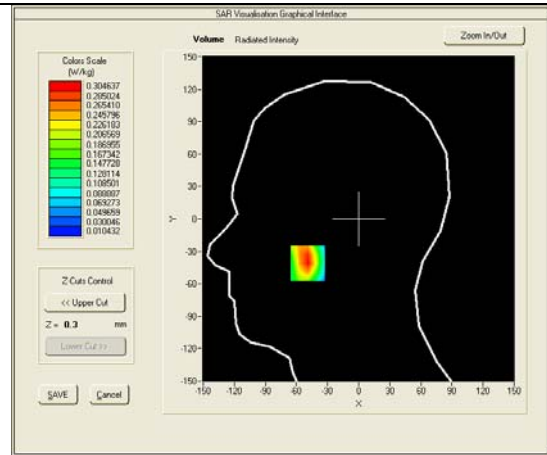 SAR Visualisation Graphical Interface
Volume Radiated Intensity
Zoom In/Out
Colors Scale
(W/kg)
0.304637
0.285024
0.265410
0.245796
0.226183
0.206569
0.186955
0.167342
0.147728
0.128114
0.108501
0.088887
0.069273
0.049659
0.030046
0.010432
Z Cuts Control
<< Upper Cut
Z = 0.3 mm
Lower Cut >>
SAVE Cancel
150
120
90
60
30
0
-30
-60
-90
-120
-150
Y
-150 -120 -90 -60 -30 0 30 60 90 120 150
X